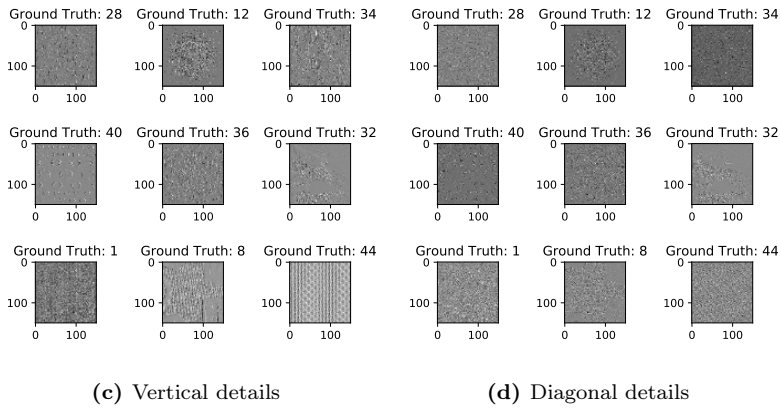 Ground Truth: 28 Ground Truth: 12 Ground Truth: 34 Ground Truth: 28 Ground Truth: 12 Ground Truth: 34
0 0 0 0 0 0
100 100 100 100 100 100
0 100 0 100 0 100 0 100 0 100 0 100
Ground Truth: 40 Ground Truth: 36 Ground Truth: 32 Ground Truth: 40 Ground Truth: 36 Ground Truth: 32
0 0 0 0 0 0
100 100 100 100 100 100
0 100 0 100 0 100 0 100 0 100 0 100
Ground Truth: 1 Ground Truth: 8 Ground Truth: 44 Ground Truth: 1 Ground Truth: 8 Ground Truth: 44
0 0 0 0 0 0
100 100 100 100 100 100
0 100 0 100 0 100 0 100 0 100 0 100
(c) Vertical details (d) Diagonal details